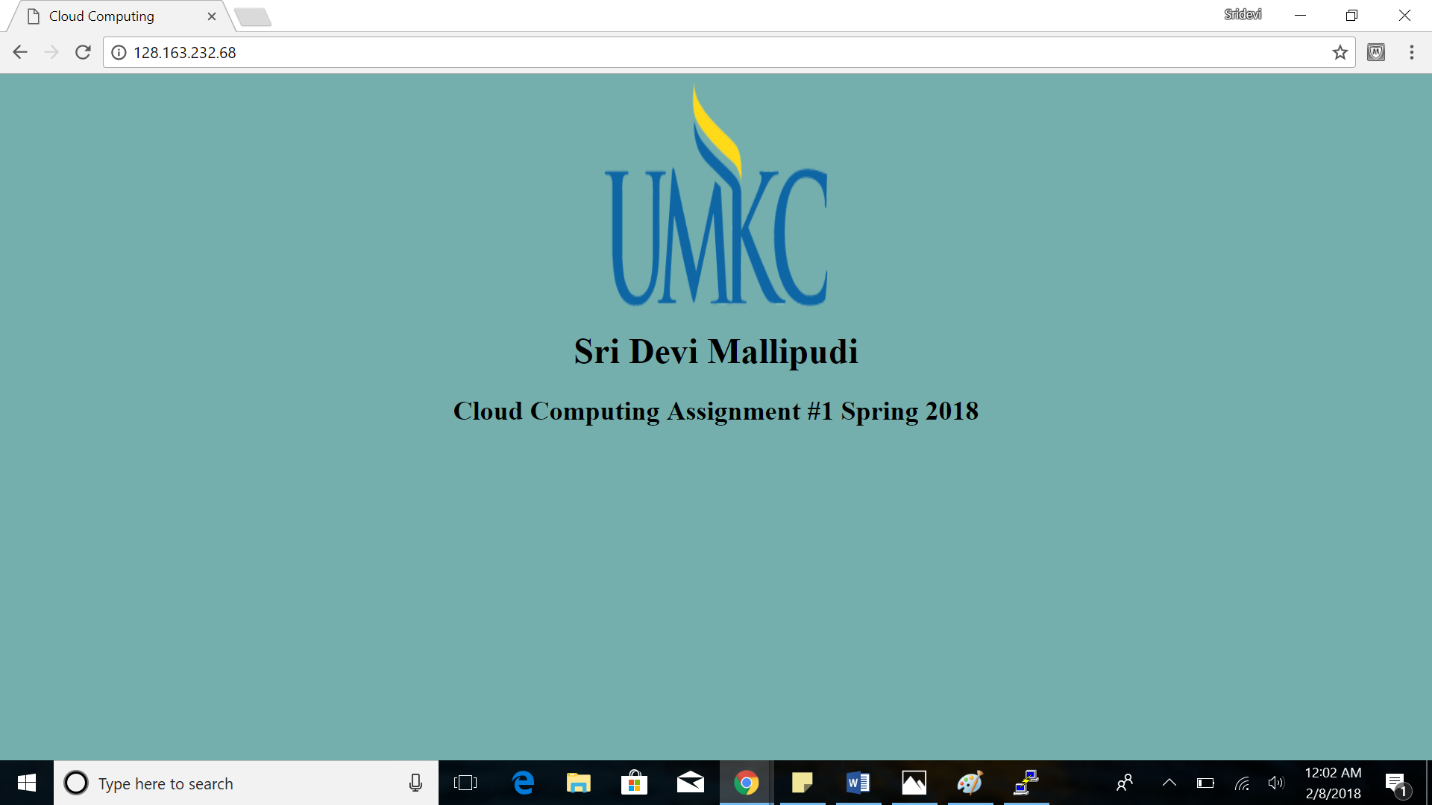 Cloud Computing
Sridevi
128.163.232.68
UMKC
Sri Devi Mallipudi
Cloud Computing Assignment #1 Spring 2018
Type here to search
12:02 AM
2/8/2018
1